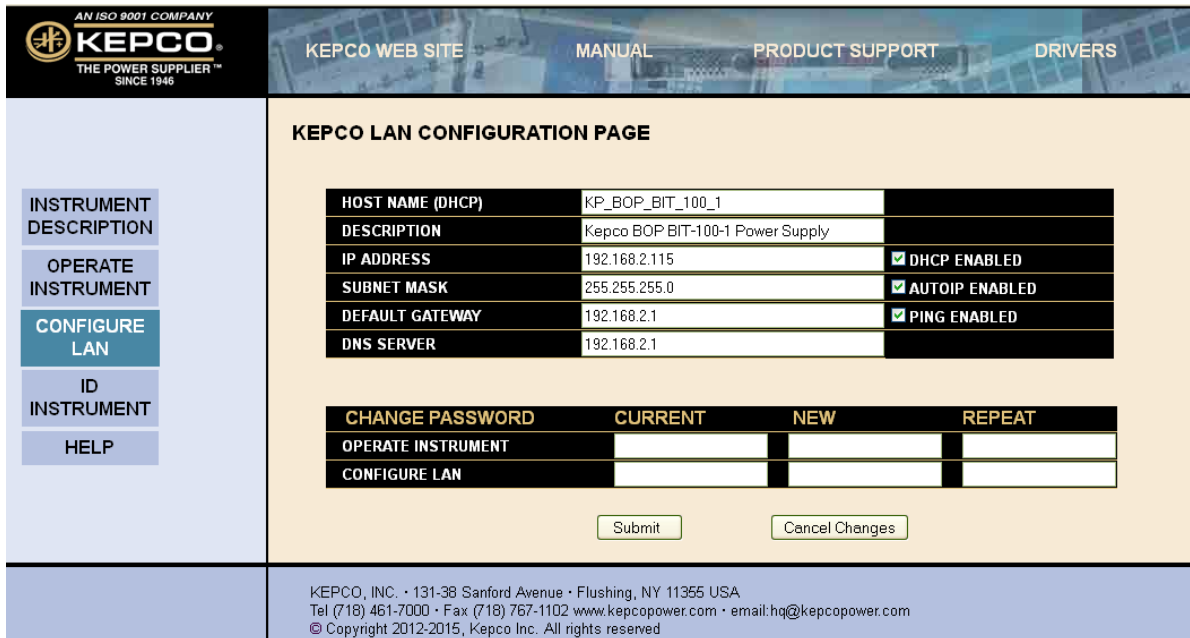 AN ISO 9001 COMPANY
KEPCO®
THE POWER SUPPLIER™
SINCE 1946
KEPCO WEB SITE MANUAL PRODUCT SUPPORT DRIVERS
INSTRUMENT
DESCRIPTION
OPERATE
INSTRUMENT
CONFIGURE
LAN
ID
INSTRUMENT
HELP
KEPCO LAN CONFIGURATION PAGE
HOST NAME (DHCP) KP_BOP_BIT_100_1
DESCRIPTION Kepco BOP BIT-100-1 Power Supply
IP ADDRESS 192.168.2.115 DHCP ENABLED
SUBNET MASK 255.255.255.0 AUTOIP ENABLED
DEFAULT GATEWAY 192.168.2.1 PING ENABLED
DNS SERVER 192.168.2.1
CHANGE PASSWORD CURRENT NEW REPEAT
OPERATE INSTRUMENT
CONFIGURE LAN
Submit Cancel Changes
KEPCO, INC. · 131-38 Sanford Avenue · Flushing, NY 11355 USA
Tel (718) 461-7000 · Fax (718) 767-1102 www.kepcopower.com · email:hq@kepcopower.com
© Copyright 2012-2015, Kepco Inc. All rights reserved